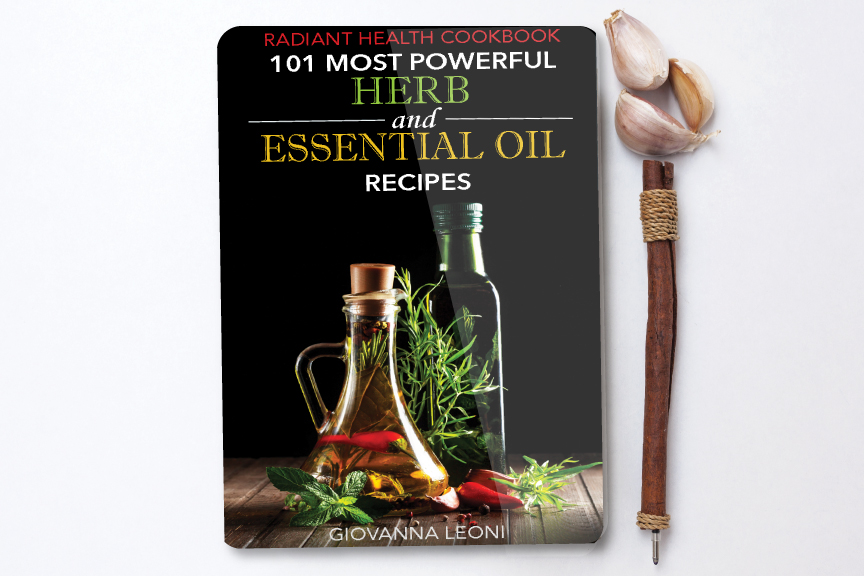 RADIANT HEALTH COOKBOOK
101 MOST POWERFUL
HERB
and
ESSENTIAL OIL
RECIPES
GIOVANNA LEONI